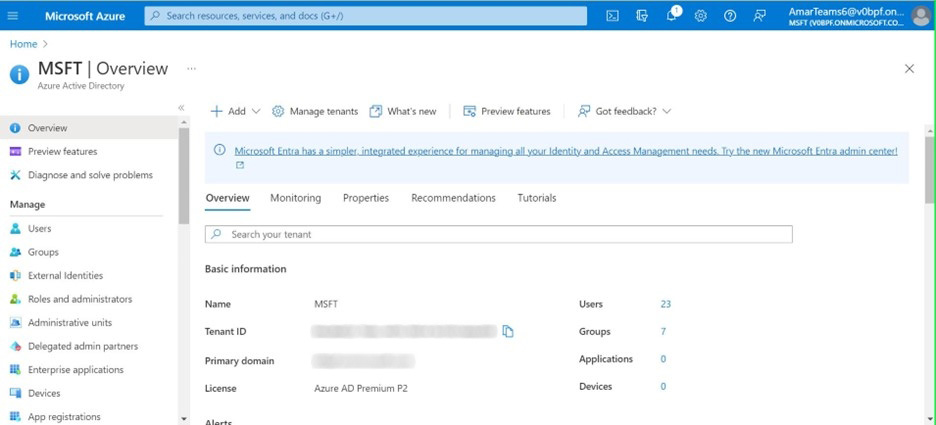 Microsoft Azure
Search resources, services, and docs (G+/)
1
AmarTeams6@v0bpf.on...
MSFT (V0BPF.ONMICROSOFT.CO...
Home >
MSFT | Overview ...
Azure Active Directory
Add
Manage tenants
What's new
Preview features
Got feedback?
Overview
Preview features
Diagnose and solve problems
Manage
Users
Groups
External Identities
Roles and administrators
Administrative units
Delegated admin partners
Enterprise applications
Devices
App registrations
Microsoft Entra has a simpler, integrated experience for managing all your Identity and Access Management needs. Try the new Microsoft Entra admin center!
Overview Monitoring Properties Recommendations Tutorials
Search your tenant
Basic information
Name MSFT Users 23
Tenant ID Groups 7
Primary domain Applications 0
License Azure AD Premium P2 Devices 0
Alerts